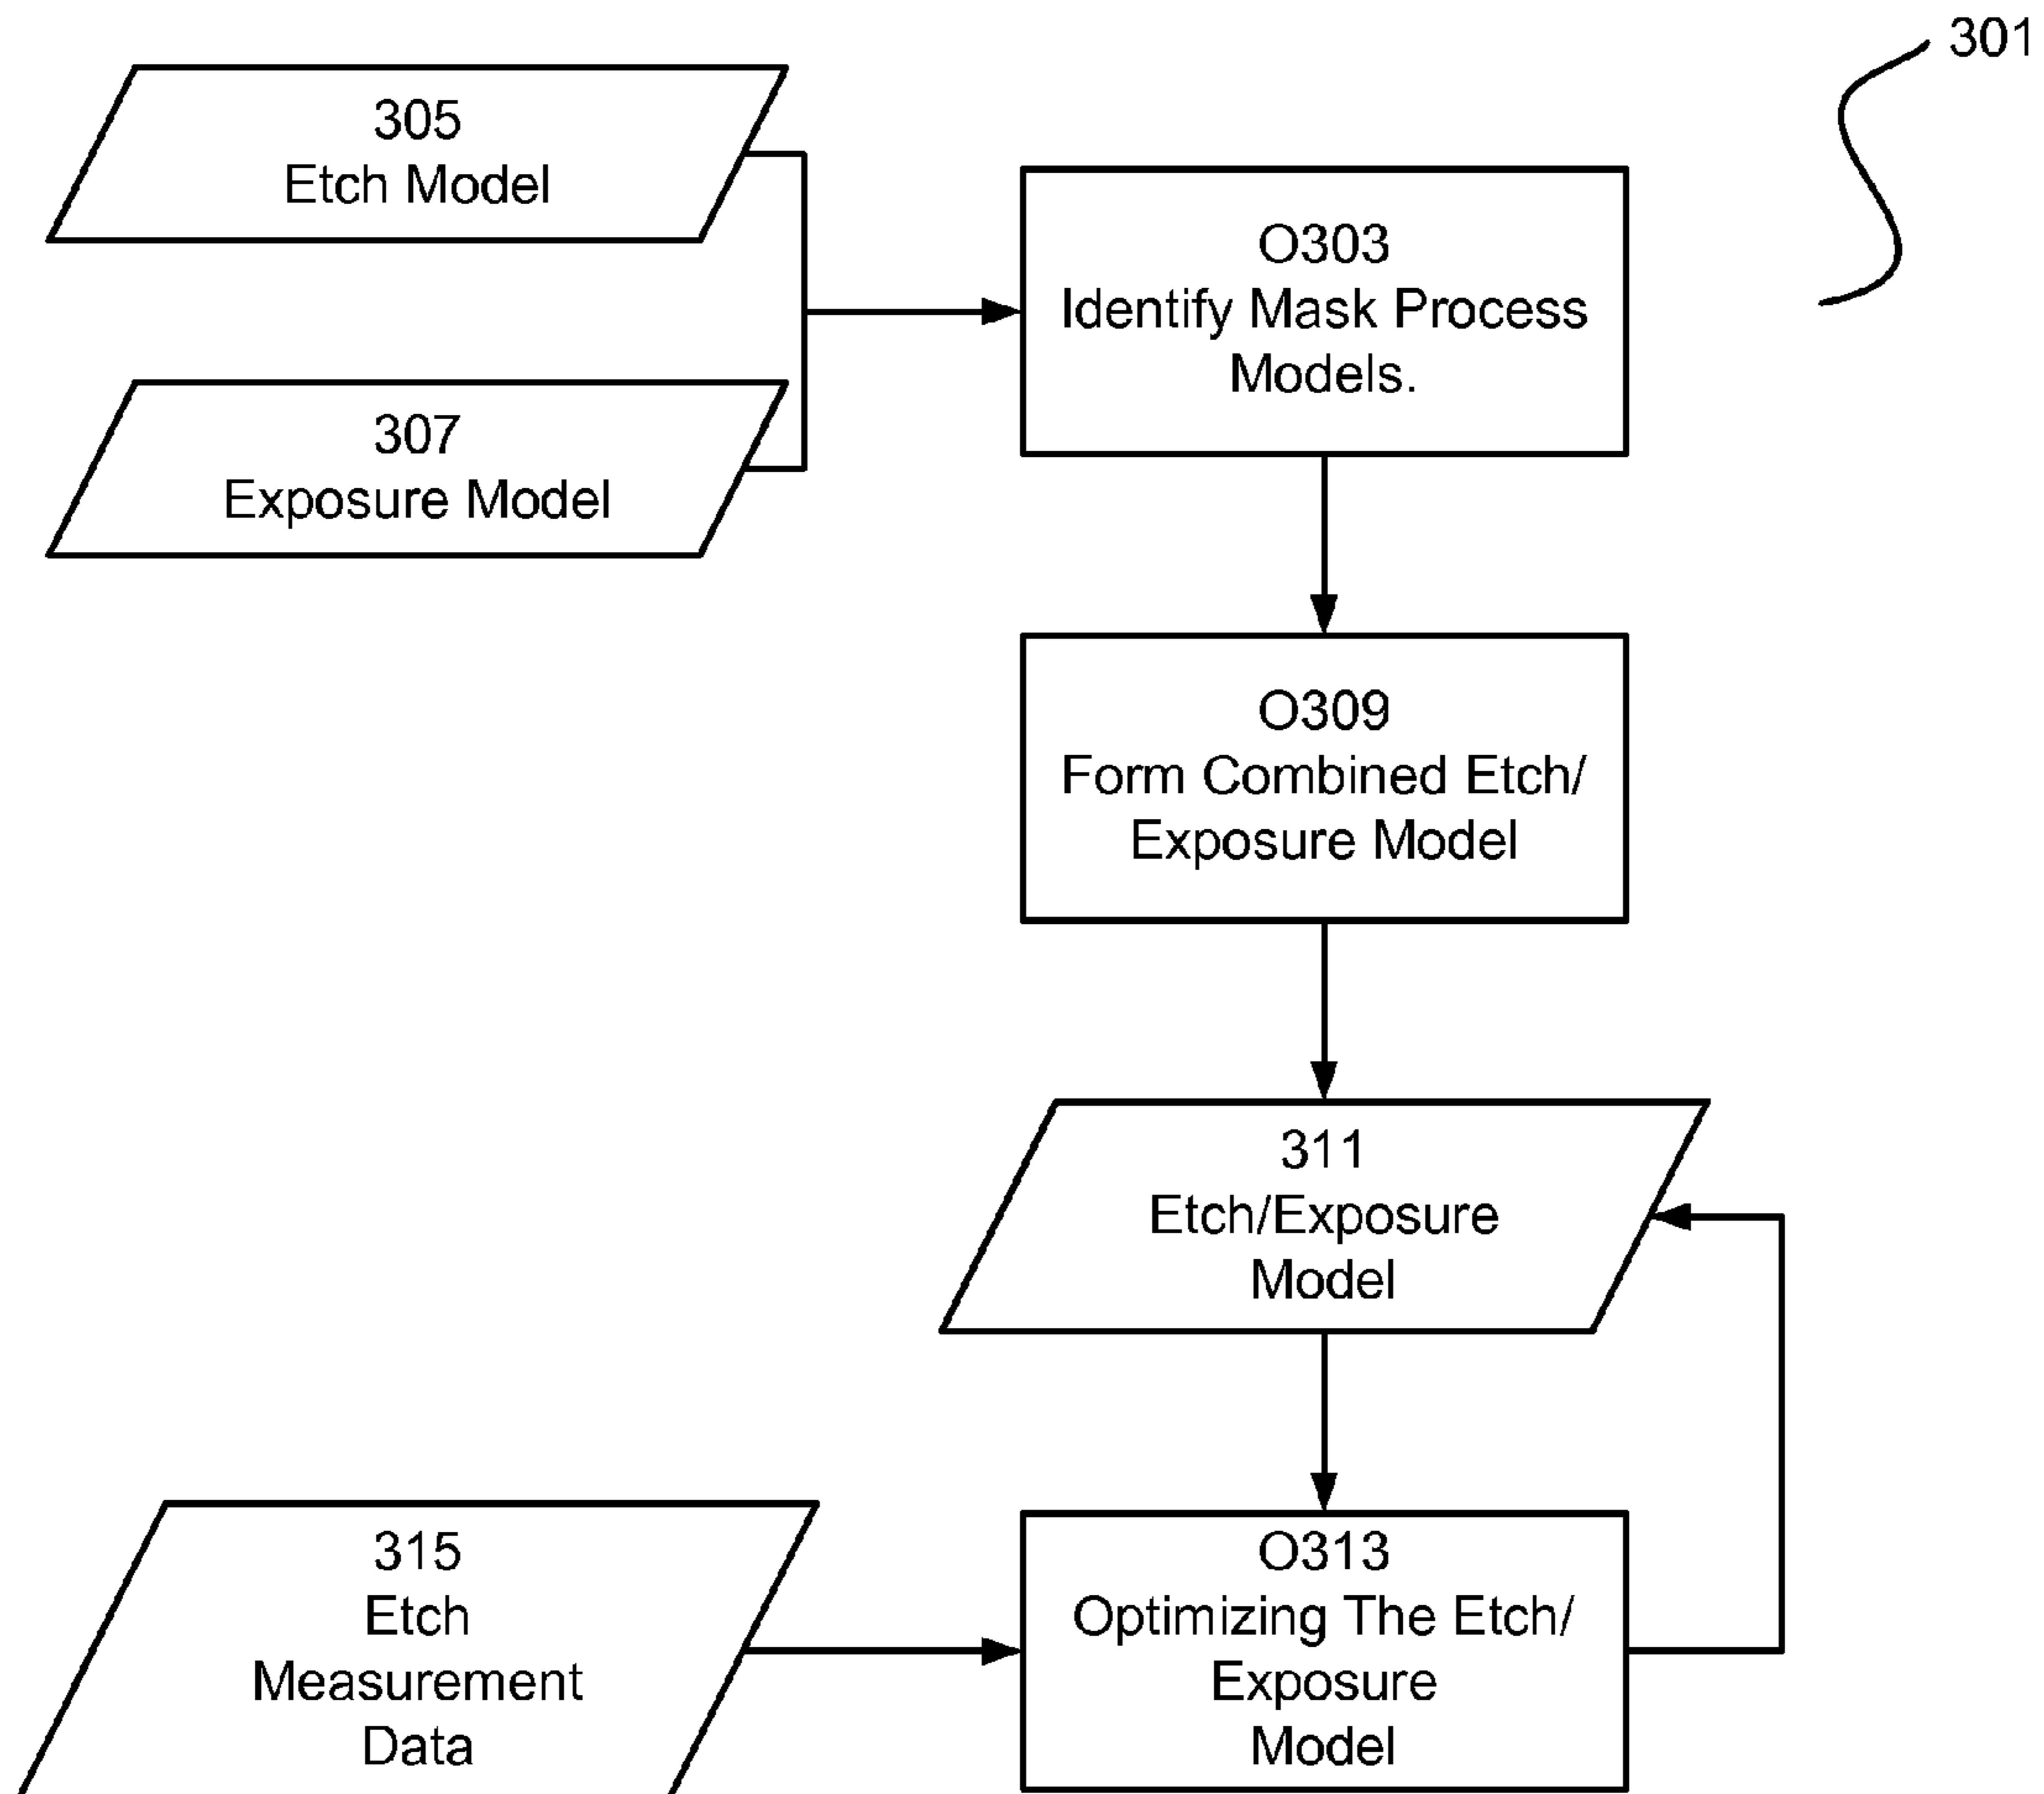 301
305
Etch Model
O303
Identify Mask Process
Models.
307
Exposure Model
O309
Form Combined Etch/
Exposure Model
311
Etch/Exposure
Model
315
Etch
Measurement
Data
O313
Optimizing The Etch/
Exposure
Model